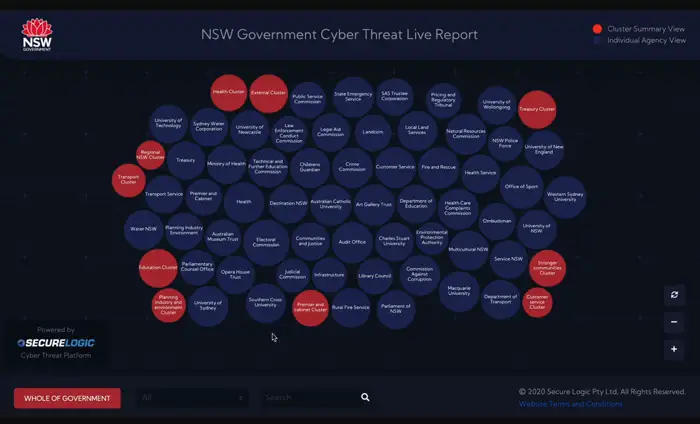 NSW
GOVERNMENT
NSW Government Cyber Threat Live Report
Cluster Summary View
Individual Agency View
Health Cluster
External Cluster
Public Service
Commission
State Emergency
Service
SAS Trustee
Corporation
Pricing and
Regulatory
Tribunal
University of
Wollongong
Treasury Cluster
University of
Technology
Sydney Water
Corporation
University of
Newcastle
Law
Enforcement
Conduct
Commission
Legal Aid
Commission
Landcom
Local Lands
Services
Natural Resources
Commission
NSW Police
Force
University of New
England
Regional
NSW Cluster
Treasury
Ministry of Health
Technical and
Further Education
Commission
Childrens
Guardian
Crime
Commission
Customer Service
Fire and Rescue
Health Service
Office of Sport
Transport
Cluster
Transport Service
Premier and
Cabinet
Health
Destination NSW
Australian Catholic
University
Art Gallery Trust
Department of
Education
Health Care
Complaints
Commission
Ombudsman
Western Sydney
University
Water NSW
Planning Industry
Environment
Australian
Museum Trust
Electoral
Commission
Communities
and Justice
Audit Office
Charles Stuart
University
Environmental
Protection
Authority
Multicultural NSW
University of
NSW
Education Cluster
Parliamentary
Counsel Office
Opera House
Trust
Judicial
Commission
Infrastructure
Library Council
Commission
Against
Corruption
Service NSW
Stronger
communities
Cluster
Planning
industry and
environment
Cluster
University of
Sydney
Southern Cross
University
Premier and
cabinet Cluster
Rural Fire Service
Parliament of
NSW
Macquarie
University
Department of
Transport
Customer
service Cluster
Powered by
SECURELOGIC
Cyber Threat Platform
WHOLE OF GOVERNMENT
All
Search
© 2020 Secure Logic Pty Ltd, All Rights Reserved.
Website Terms and Conditions